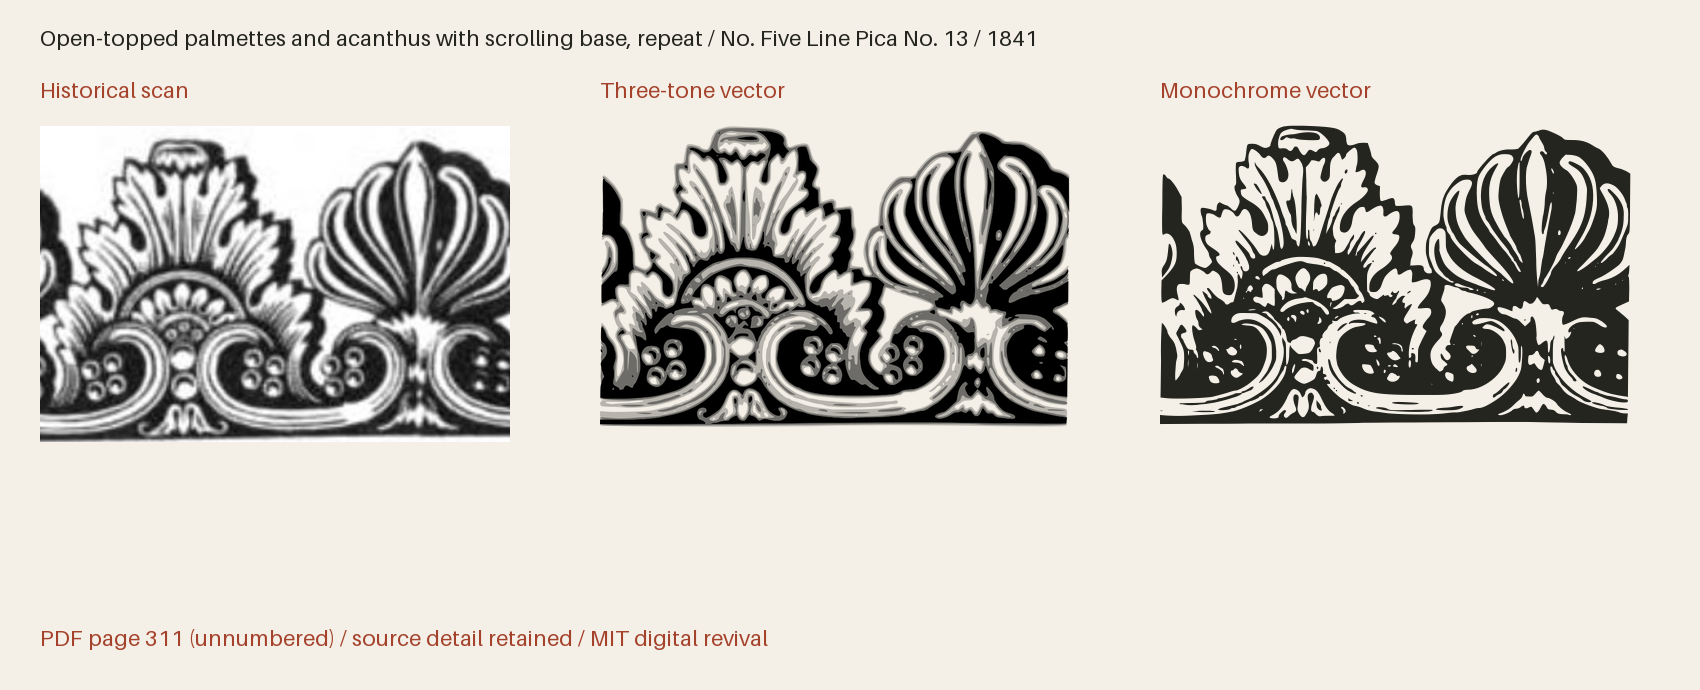 Open-topped palmettes and acanthus with scrolling base, repeat / No. Five Line Pica No. 13 / 1841
Historical scan
Three-tone vector
Monochrome vector
PDF page 311 (unnumbered) / source detail retained / MIT digital revival